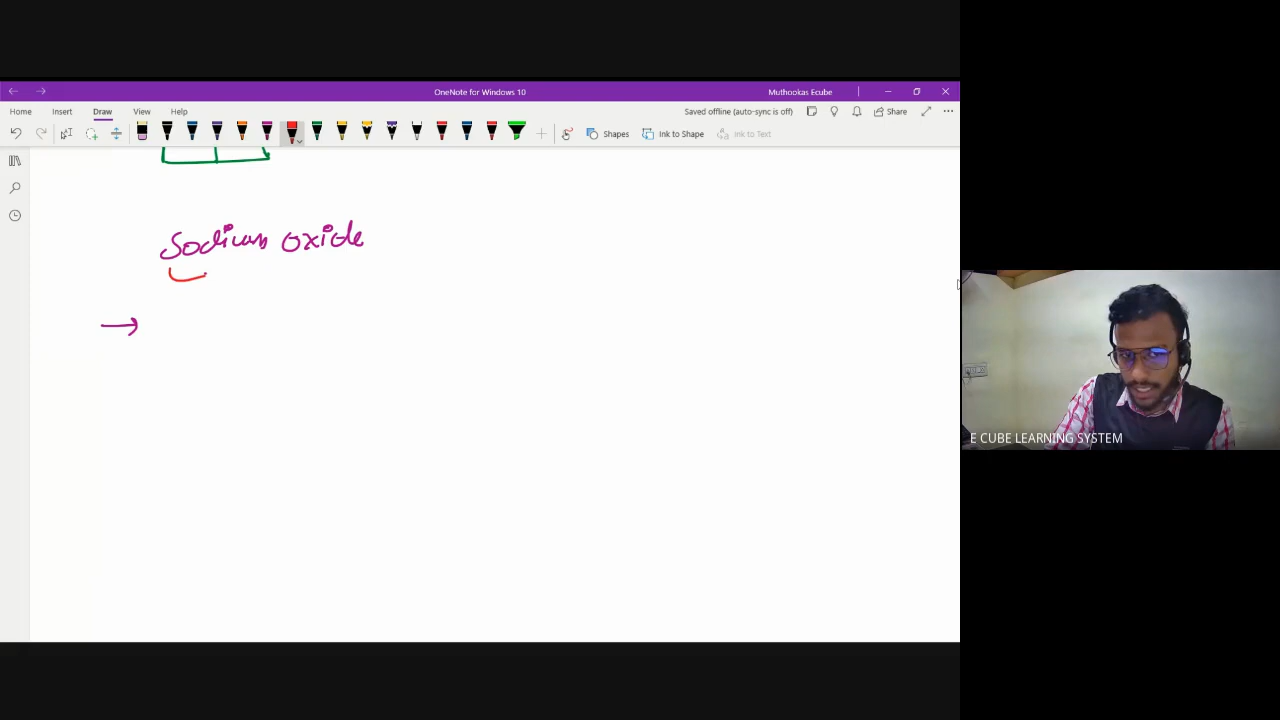 OneNote for Windows 10
Muthookas Ecube
Home Insert Draw View Help
Saved offline (auto-sync is off)
Share
Shapes
Ink to Shape
Ink to Text
Sodium oxide
→
E CUBE LEARNING SYSTEM